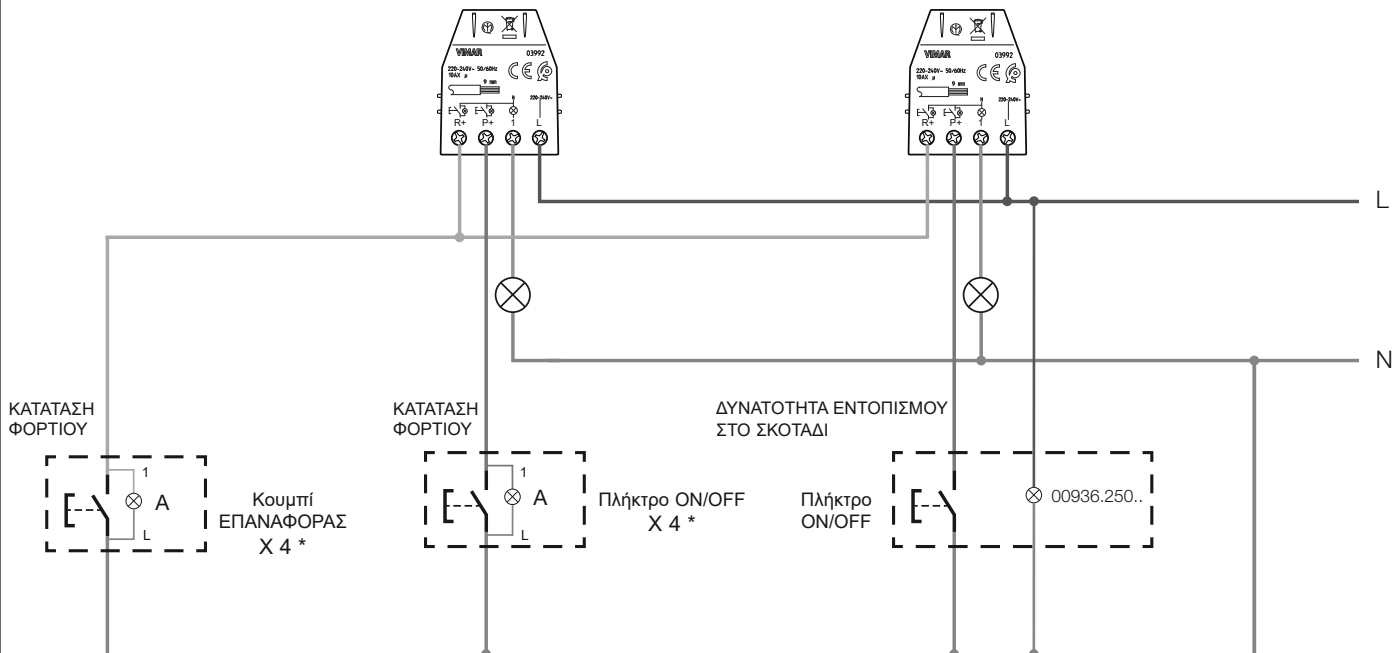 VIMAR 03992
220-240V~ 50/60Hz
10AX µ
9 mm
N
220-240V~
R+ P+ 1 L
VIMAR 03992
220-240V~ 50/60Hz
10AX µ
9 mm
N
220-240V~
R+ P+ 1 L
L
N
ΚΑΤΑΤΑΣΗ
ΦΟΡΤΙΟΥ
1
A
L
Κουμπί
ΕΠΑΝΑΦΟΡΑΣ
X 4 *
ΚΑΤΑΤΑΣΗ
ΦΟΡΤΙΟΥ
1
A
L
Πλήκτρο ON/OFF
X 4 *
ΔΥΝΑΤΟΤΗΤΑ ΕΝΤΟΠΙΣΜΟΥ
ΣΤΟ ΣΚΟΤΑΔΙ
Πλήκτρο
ON/OFF
00936.250..